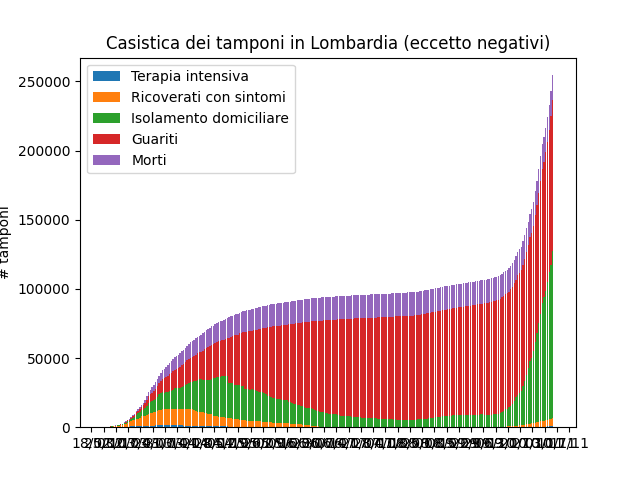 Casistica dei tamponi in Lombardia (eccetto negativi)
Terapia intensiva
Ricoverati con sintomi
Isolamento domiciliare
Guariti
Morti
250000
200000
150000
100000
50000
0
# tamponi